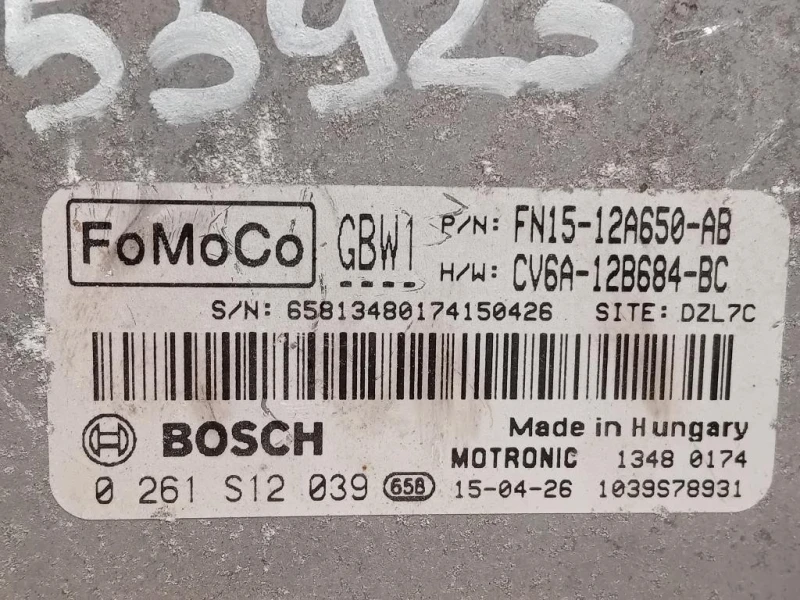 53923
FoMoCo GBW1 P/N: FN15-12A650-AB
H/W: CV6A-12B684-BC
S/N: 65813480174150426 SITE: DZL7C
BOSCH Made in Hungary
MOTRONIC 1348 0174
0 261 S12 039 658 15-04-26 1039S78931